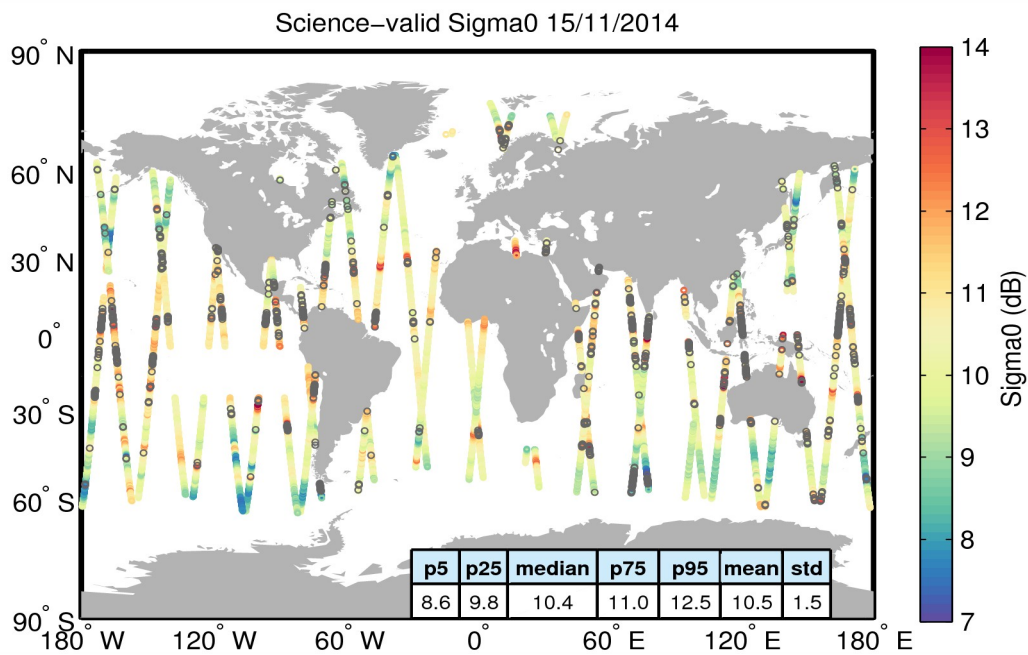 Science−valid Sigma0 15/11/2014
90° N
60° N
30° N
0°
30° S
60° S
90° S
180° W
120° W
60° W
0°
60° E
120° E
180° E
p5 p25 median p75 p95 mean std
8.6 9.8 10.4 11.0 12.5 10.5 1.5
14
13
12
11
10
9
8
7
Sigma0 (dB)